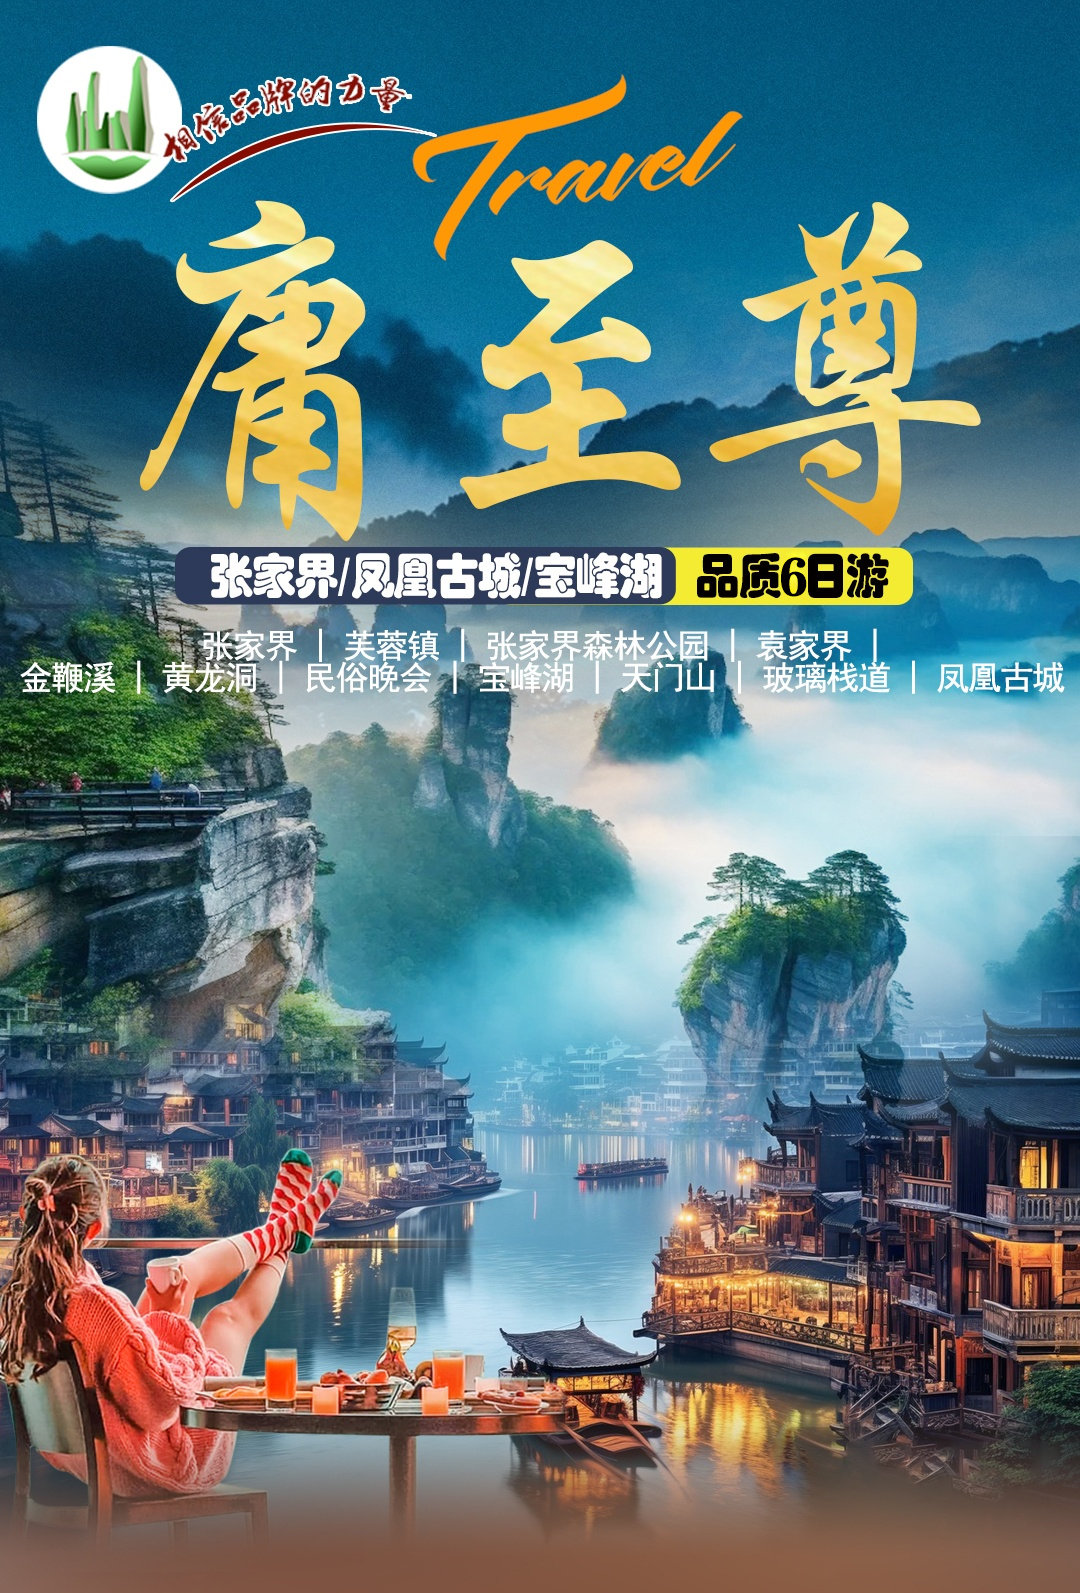 相信品牌的力量
Travel
庸至尊
张家界/凤凰古城/宝峰湖 品质6日游
张家界 | 芙蓉镇 | 张家界森林公园 | 袁家界 |
金鞭溪 | 黄龙洞 | 民俗晚会 | 宝峰湖 | 天门山 | 玻璃栈道 | 凤凰古城